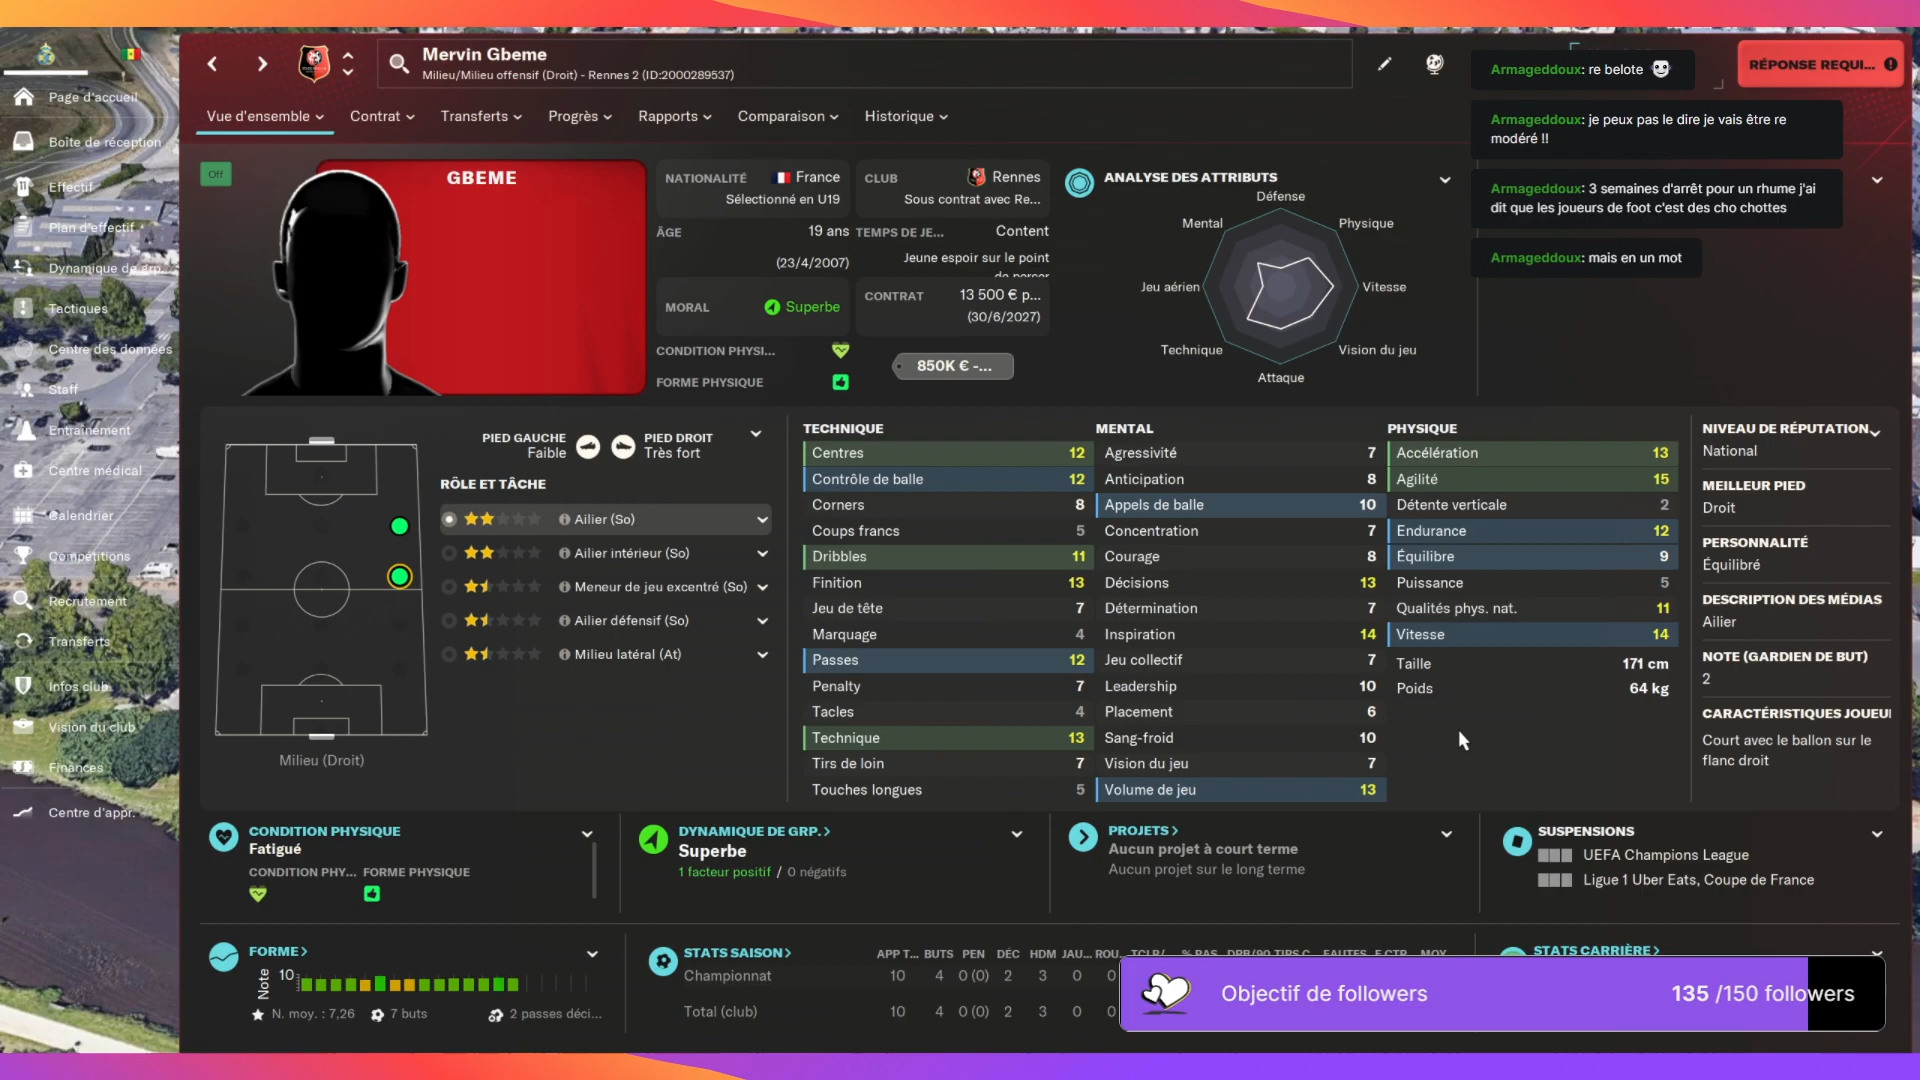 Mervin Gbeme
Milieu/Milieu offensif (Droit) - Rennes 2 (ID:2000289537)
RÉPONSE REQUI...
Armageddoux: re belote
Armageddoux: je peux pas le dire je vais être re
modéré !!
Armageddoux: 3 semaines d'arrêt pour un rhume j'ai
dit que les joueurs de foot c'est des cho chottes
Armageddoux: mais en un mot
Page d'accueil
Boîte de réception
Effectif
Plan d'effectif
Dynamique de grp.
Tactiques
Centre des données
Staff
Entraînement
Centre médical
Calendrier
Compétitions
Recrutement
Transferts
Infos club
Vision du club
Finances
Centre d'appr.
Vue d'ensemble
Contrat
Transferts
Progrès
Rapports
Comparaison
Historique
Off
GBEME
NATIONALITÉ
France
Sélectionné en U19
CLUB
Rennes
Sous contrat avec Re...
ÂGE
19 ans
(23/4/2007)
TEMPS DE JE...
Content
Jeune espoir sur le point
MORAL
Superbe
CONTRAT
13 500 € p...
(30/6/2027)
CONDITION PHYSI...
FORME PHYSIQUE
850K € -...
ANALYSE DES ATTRIBUTS
Défense
Mental
Physique
Jeu aérien
Vitesse
Technique
Vision du jeu
Attaque
Milieu (Droit)
PIED GAUCHE
Faible
PIED DROIT
Très fort
RÔLE ET TÂCHE
Ailier (So)
Ailier intérieur (So)
Meneur de jeu excentré (So)
Ailier défensif (So)
Milieu latéral (At)
TECHNIQUE
Centres 12
Contrôle de balle 12
Corners 8
Coups francs 5
Dribbles 11
Finition 13
Jeu de tête 7
Marquage 4
Passes 12
Penalty 7
Tacles 4
Technique 13
Tirs de loin 7
Touches longues 5
MENTAL
Agressivité 7
Anticipation 8
Appels de balle 10
Concentration 7
Courage 8
Décisions 13
Détermination 7
Inspiration 14
Jeu collectif 7
Leadership 10
Placement 6
Sang-froid 10
Vision du jeu 7
Volume de jeu 13
PHYSIQUE
Accélération 13
Agilité 15
Détente verticale 2
Endurance 12
Équilibre 9
Puissance 5
Qualités phys. nat. 11
Vitesse 14
Taille 171 cm
Poids 64 kg
NIVEAU DE RÉPUTATION
National
MEILLEUR PIED
Droit
PERSONNALITÉ
Équilibré
DESCRIPTION DES MÉDIAS
Ailier
NOTE (GARDIEN DE BUT)
2
CARACTÉRISTIQUES JOUEU
Court avec le ballon sur le
flanc droit
CONDITION PHYSIQUE
Fatigué
CONDITION PHY... FORME PHYSIQUE
DYNAMIQUE DE GRP.>
Superbe
1 facteur positif / 0 négatifs
PROJETS>
Aucun projet à court terme
Aucun projet sur le long terme
SUSPENSIONS
UEFA Champions League
Ligue 1 Uber Eats, Coupe de France
FORME>
Note
10
N. moy. : 7,26
7 buts
2 passes déci...
STATS SAISON>
APP T... BUTS PEN DÉC HDM JAU... ROU...
Championnat 10 4 0 (0) 2 3 0 0
Total (club) 10 4 0 (0) 2 3 0 0
STATS CARRIÈRE>
Objectif de followers
135 /150 followers